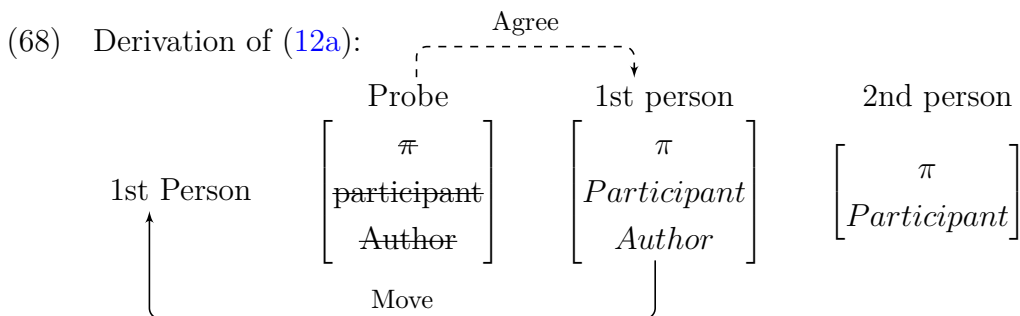 (68) Derivation of (12a):
Agree
Probe 1st person 2nd person
π π π
1st Person participant Participant Participant
Author Author
Move